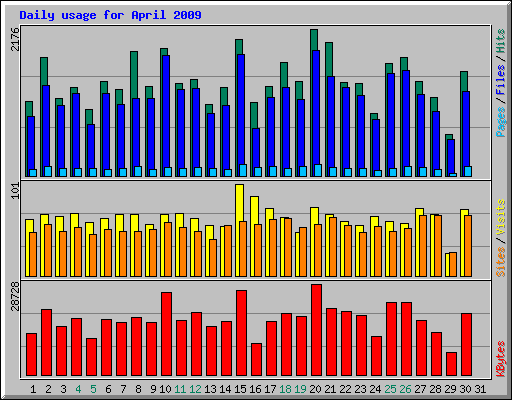 Daily usage for April 2009
2176
Pages / Files / Hits
101
Sites / Visits
28728
KBytes
1 2 3 4 5 6 7 8 9 10 11 12 13 14 15 16 17 18 19 20 21 22 23 24 25 26 27 28 29 30 31